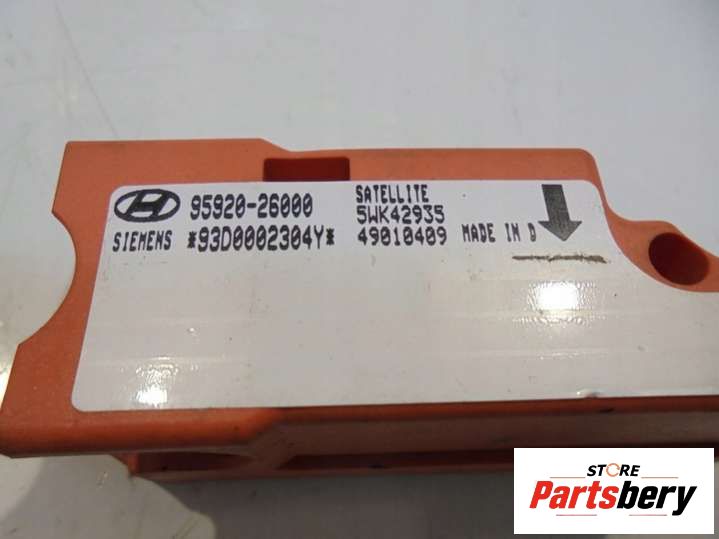 95920-26000
SATELLITE
5WK42935
SIEMENS *93D0002304Y* 49010409 MADE IN D
STORE
Partsbery